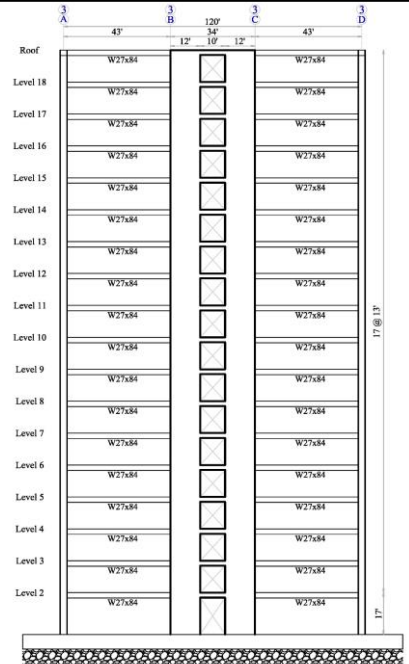 3 3 3 3
A B C D
120'
43' 34' 43'
12' 10' 12'
Roof
W27x84 W27x84
Level 18
W27x84 W27x84
Level 17
W27x84 W27x84
Level 16
W27x84 W27x84
Level 15
W27x84 W27x84
Level 14
W27x84 W27x84
Level 13
W27x84 W27x84
Level 12
W27x84 W27x84
Level 11
W27x84 W27x84
17 @ 13'
Level 10
W27x84 W27x84
Level 9
W27x84 W27x84
Level 8
W27x84 W27x84
Level 7
W27x84 W27x84
Level 6
W27x84 W27x84
Level 5
W27x84 W27x84
Level 4
W27x84 W27x84
Level 3
W27x84 W27x84
Level 2
W27x84 W27x84
17'